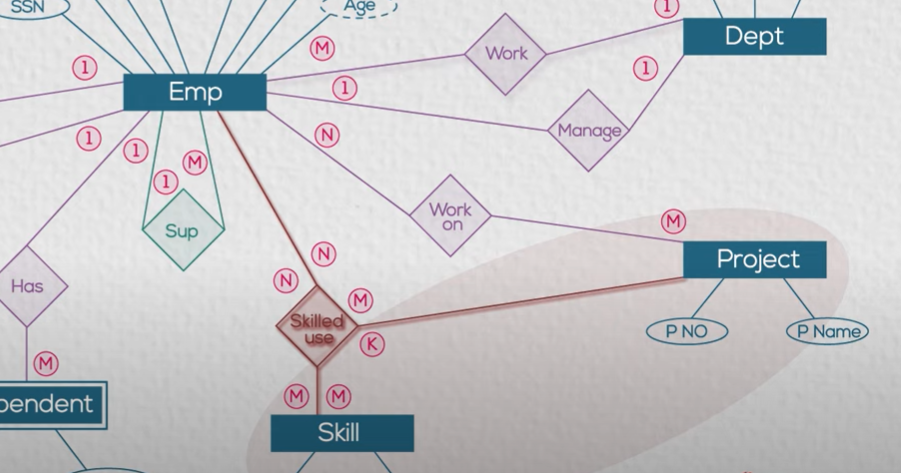 SSN
Age
1
Dept
M
Work
1
1
1
Emp
Manage
N
1
1
M
1
Sup
Work
on
M
Project
N
N
Has
M
Skilled
use
K
P NO
P Name
M
M
M
pendent
Skill